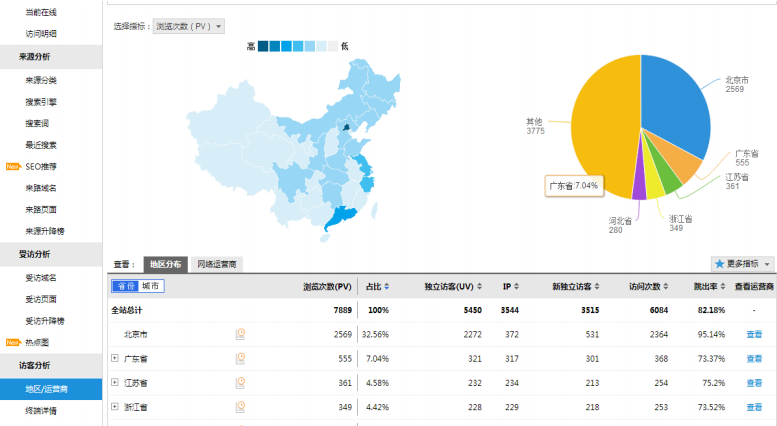 当前在线
访问明细
来源分析
来源分类
搜索引擎
搜索词
最近搜索
New SEO推荐
来路域名
来路页面
来源升降榜
受访分析
受访域名
受访页面
受访升降榜
New 热点图
访客分析
地区/运营商
终端详情
选择指标： 浏览次数（PV）
高 低
北京市
2569
广东省
555
江苏省
361
浙江省
349
河北省
280
其他
3775
广东省:7.04%
查看： 地区分布 网络运营商 更多指标
省份 城市 浏览次数(PV) 占比 独立访客(UV) IP 新独立访客 访问次数 跳出率 查看运营商
全站总计 7889 100% 5450 3544 3515 6084 82.18% -
北京市 2569 32.56% 2272 372 531 2364 95.14% 查看
广东省 555 7.04% 321 317 301 368 73.37% 查看
江苏省 361 4.58% 232 234 213 254 75.2% 查看
浙江省 349 4.42% 228 229 218 253 73.52% 查看